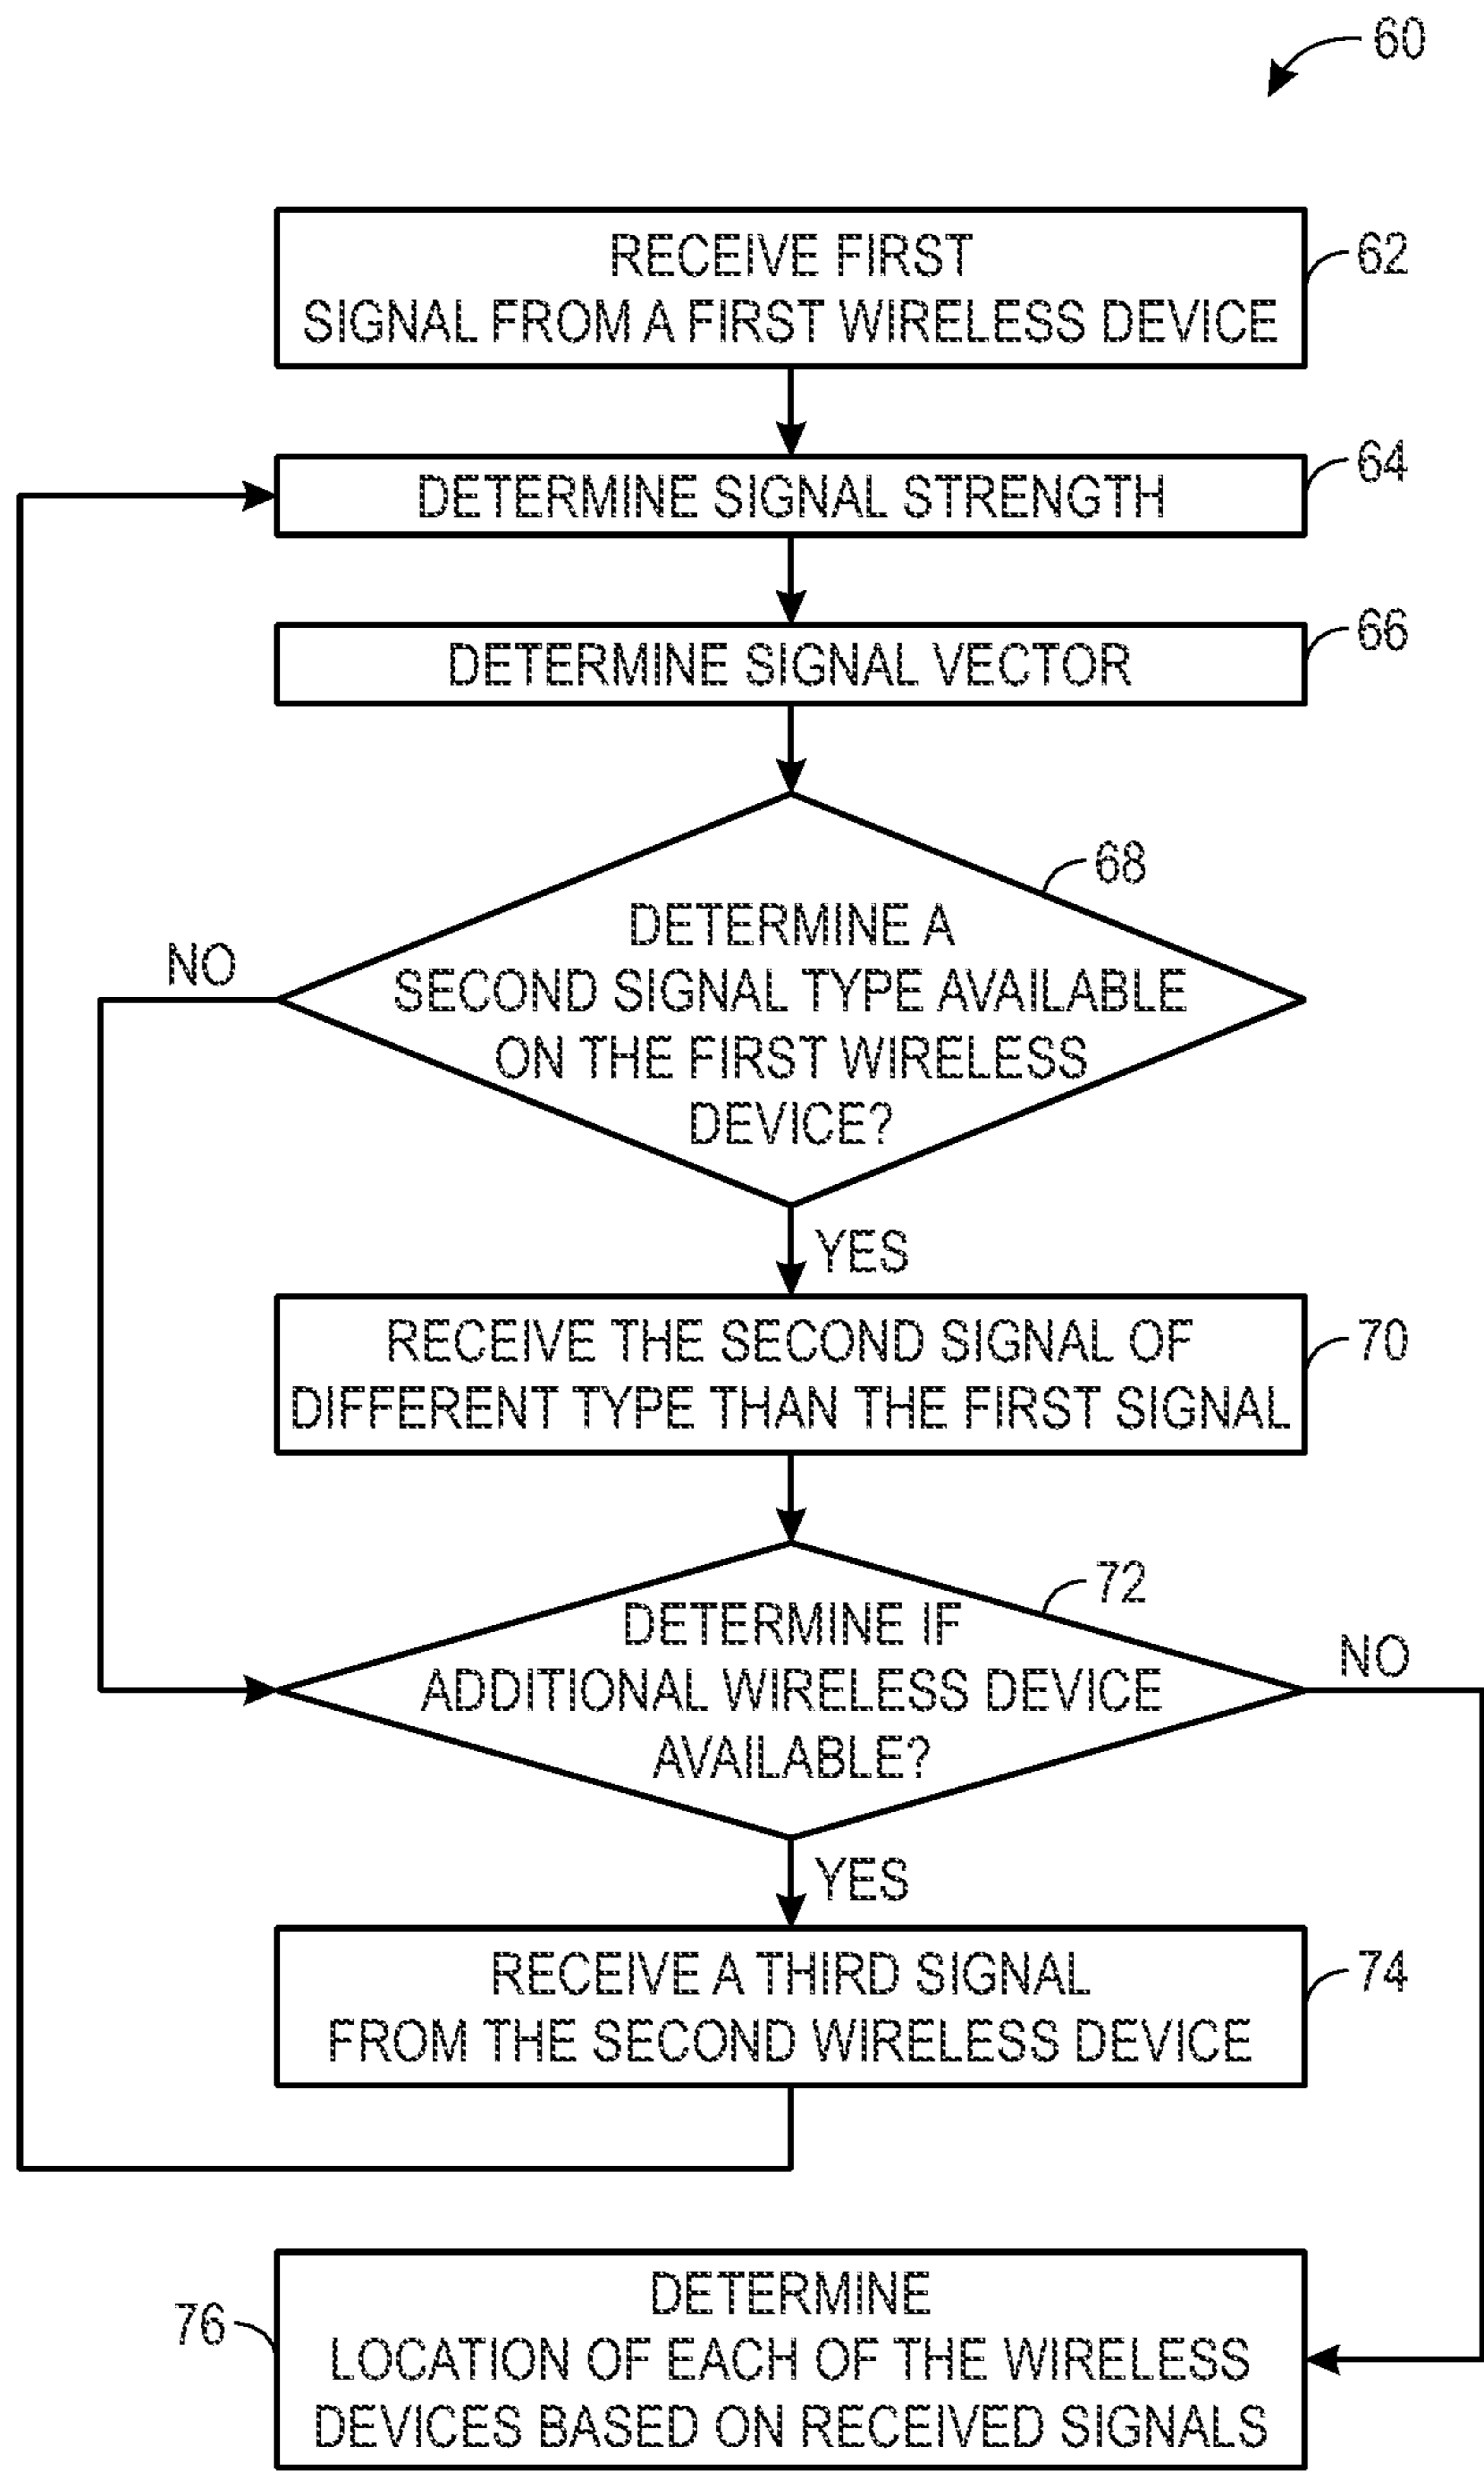 60
RECEIVE FIRST
SIGNAL FROM A FIRST WIRELESS DEVICE
62
DETERMINE SIGNAL STRENGTH
64
DETERMINE SIGNAL VECTOR
66
68
DETERMINE A
SECOND SIGNAL TYPE AVAILABLE
ON THE FIRST WIRELESS
DEVICE?
NO
YES
RECEIVE THE SECOND SIGNAL OF
DIFFERENT TYPE THAN THE FIRST SIGNAL
70
72
DETERMINE IF
ADDITIONAL WIRELESS DEVICE
AVAILABLE?
NO
YES
RECEIVE A THIRD SIGNAL
FROM THE SECOND WIRELESS DEVICE
74
76
DETERMINE
LOCATION OF EACH OF THE WIRELESS
DEVICES BASED ON RECEIVED SIGNALS